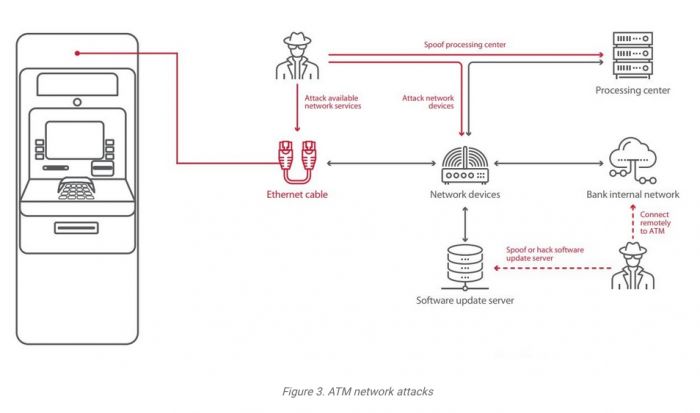 Spoof processing center
Attack available
network services
Attack network
devices
Processing center
Ethernet cable
Network devices
Bank internal network
Connect
remotely
to ATM
Spoof or hack software
update server
Software update server
Figure 3. ATM network attacks